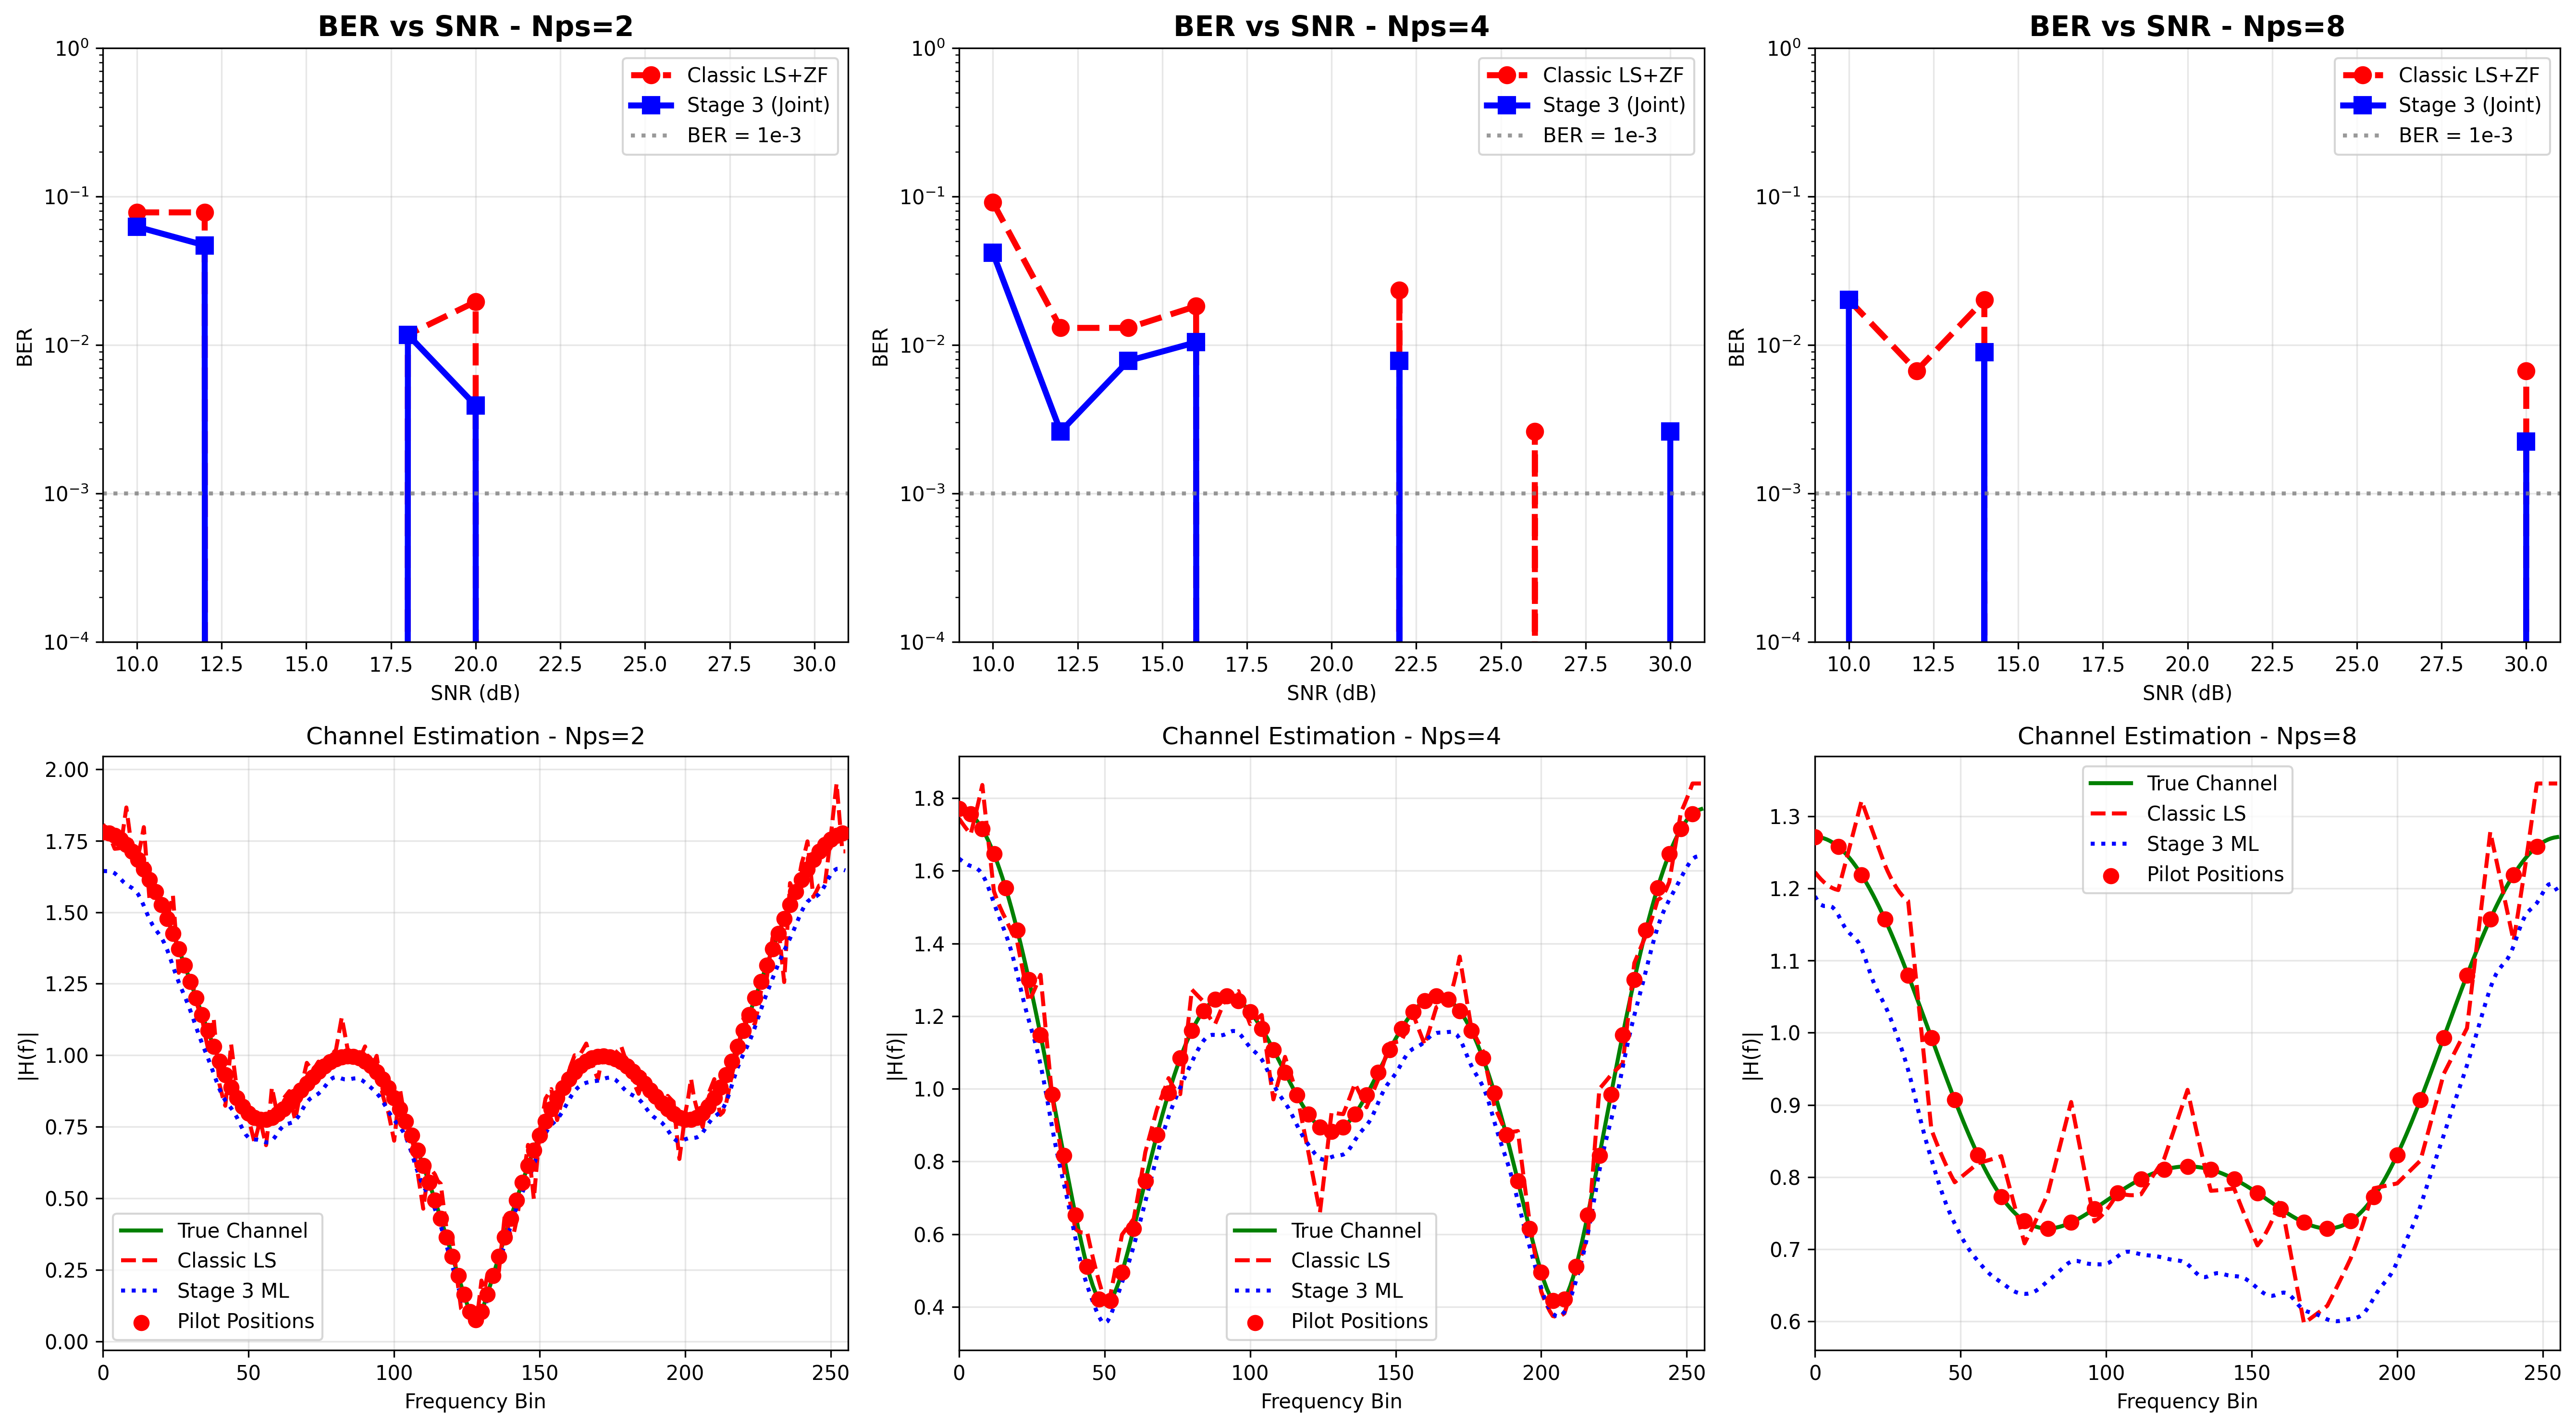 BER vs SNR - Nps=2
10⁰
10⁻¹
10⁻²
10⁻³
10⁻⁴
BER
10.0 12.5 15.0 17.5 20.0 22.5 25.0 27.5 30.0
SNR (dB)
Classic LS+ZF
Stage 3 (Joint)
BER = 1e-3
BER vs SNR - Nps=4
10⁰
10⁻¹
10⁻²
10⁻³
10⁻⁴
BER
10.0 12.5 15.0 17.5 20.0 22.5 25.0 27.5 30.0
SNR (dB)
Classic LS+ZF
Stage 3 (Joint)
BER = 1e-3
BER vs SNR - Nps=8
10⁰
10⁻¹
10⁻²
10⁻³
10⁻⁴
BER
10.0 12.5 15.0 17.5 20.0 22.5 25.0 27.5 30.0
SNR (dB)
Classic LS+ZF
Stage 3 (Joint)
BER = 1e-3
Channel Estimation - Nps=2
2.00
1.75
1.50
1.25
1.00
0.75
0.50
0.25
0.00
|H(f)|
0 50 100 150 200 250
Frequency Bin
True Channel
Classic LS
Stage 3 ML
Pilot Positions
Channel Estimation - Nps=4
1.8
1.6
1.4
1.2
1.0
0.8
0.6
0.4
|H(f)|
0 50 100 150 200 250
Frequency Bin
True Channel
Classic LS
Stage 3 ML
Pilot Positions
Channel Estimation - Nps=8
1.3
1.2
1.1
1.0
0.9
0.8
0.7
0.6
|H(f)|
0 50 100 150 200 250
Frequency Bin
True Channel
Classic LS
Stage 3 ML
Pilot Positions